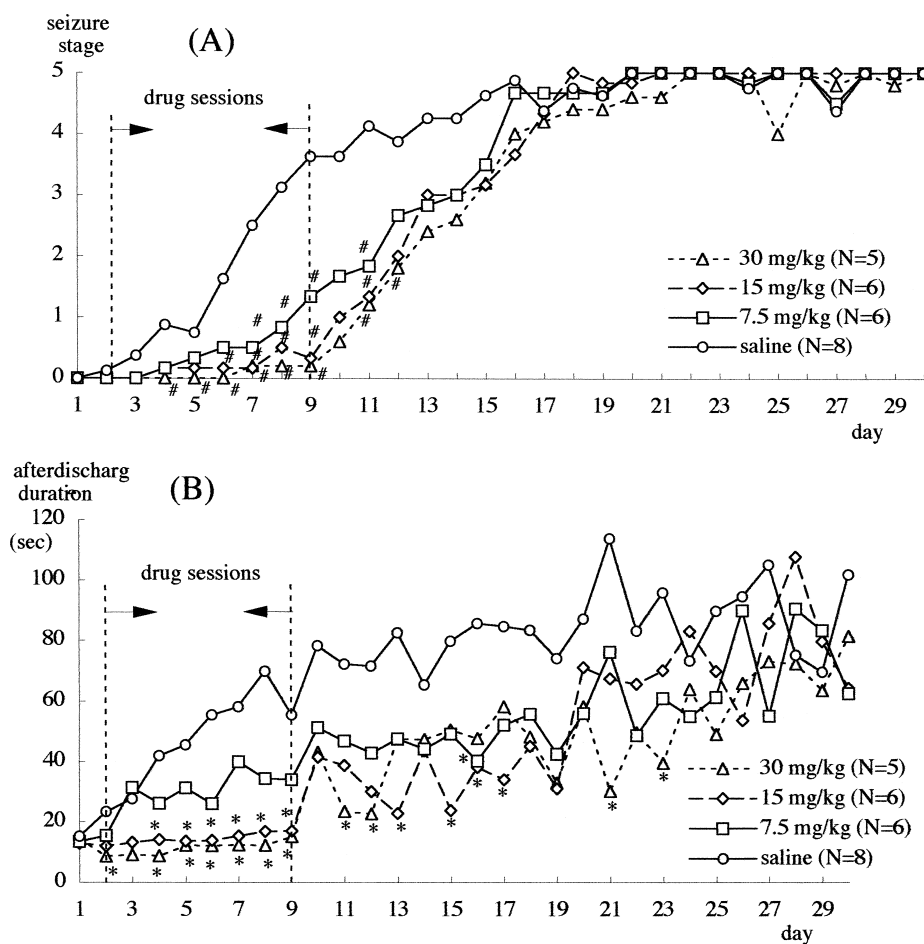 seizure
stage
(A)
5
4
3
2
1
0
drug sessions
# # # # # # # # # # # # # # # # # #
30 mg/kg (N=5)
15 mg/kg (N=6)
7.5 mg/kg (N=6)
saline (N=8)
1 3 5 7 9 11 13 15 17 19 21 23 25 27 29
day
afterdischarg
duration
(B)
120
(sec)
100
80
60
40
20
0
drug sessions
* * * * * * * * * * * * * * * * * * * * * *
30 mg/kg (N=5)
15 mg/kg (N=6)
7.5 mg/kg (N=6)
saline (N=8)
1 3 5 7 9 11 13 15 17 19 21 23 25 27 29
day